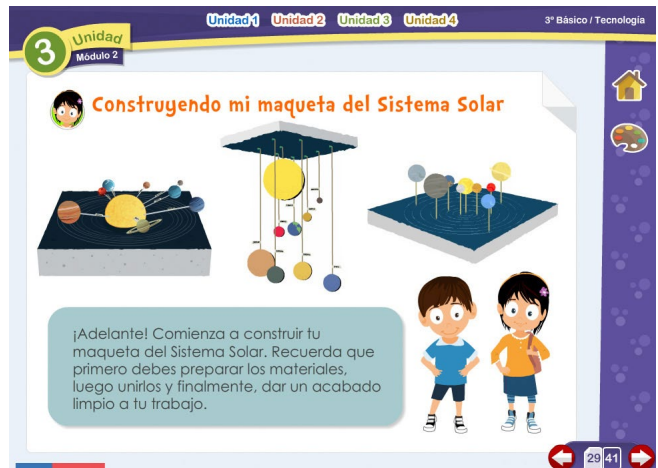 Unidad 1 Unidad 2 Unidad 3 Unidad 4
3º Básico / Tecnología
3 Unidad
Módulo 2
Construyendo mi maqueta del Sistema Solar
¡Adelante! Comienza a construir tu
maqueta del Sistema Solar. Recuerda que
primero debes preparar los materiales,
luego unirlos y finalmente, dar un acabado
limpio a tu trabajo.
29 41